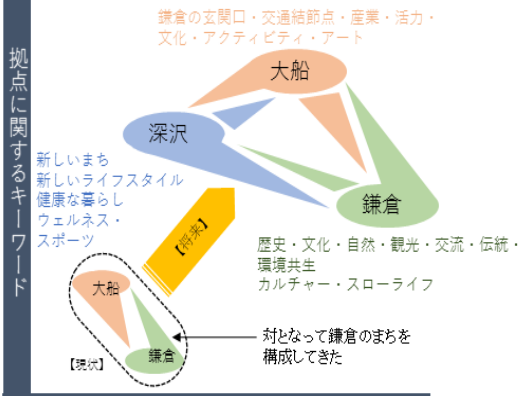 拠点に関するキーワード
鎌倉の玄関口・交通結節点・産業・活力・
文化・アクティビティ・アート
大船
深沢
新しいまち
新しいライフスタイル
健康な暮らし
ウェルネス・
スポーツ
鎌倉
歴史・文化・自然・観光・交流・伝統・
環境共生
カルチャー・スローライフ
【将来】
大船
鎌倉
【現状】
対となって鎌倉のまちを
構成してきた